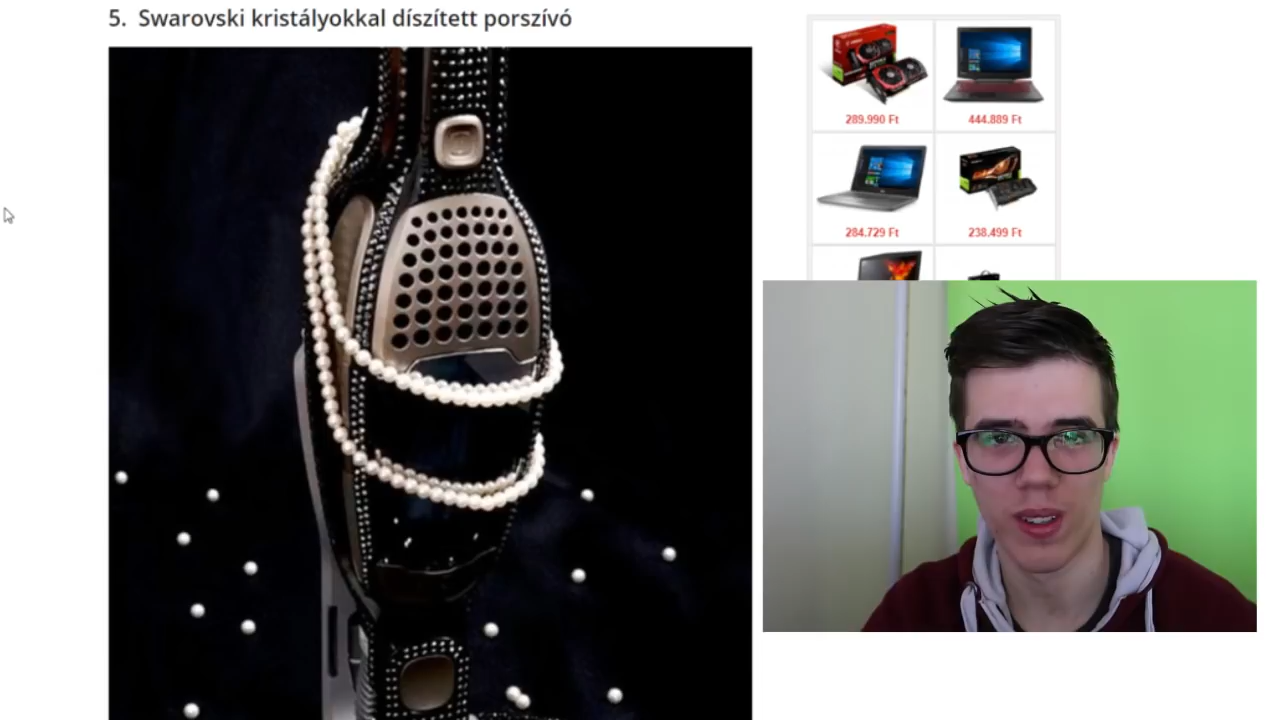 5. Swarovski kristályokkal díszített porszívó
289.990 Ft
444.889 Ft
284.729 Ft
238.499 Ft